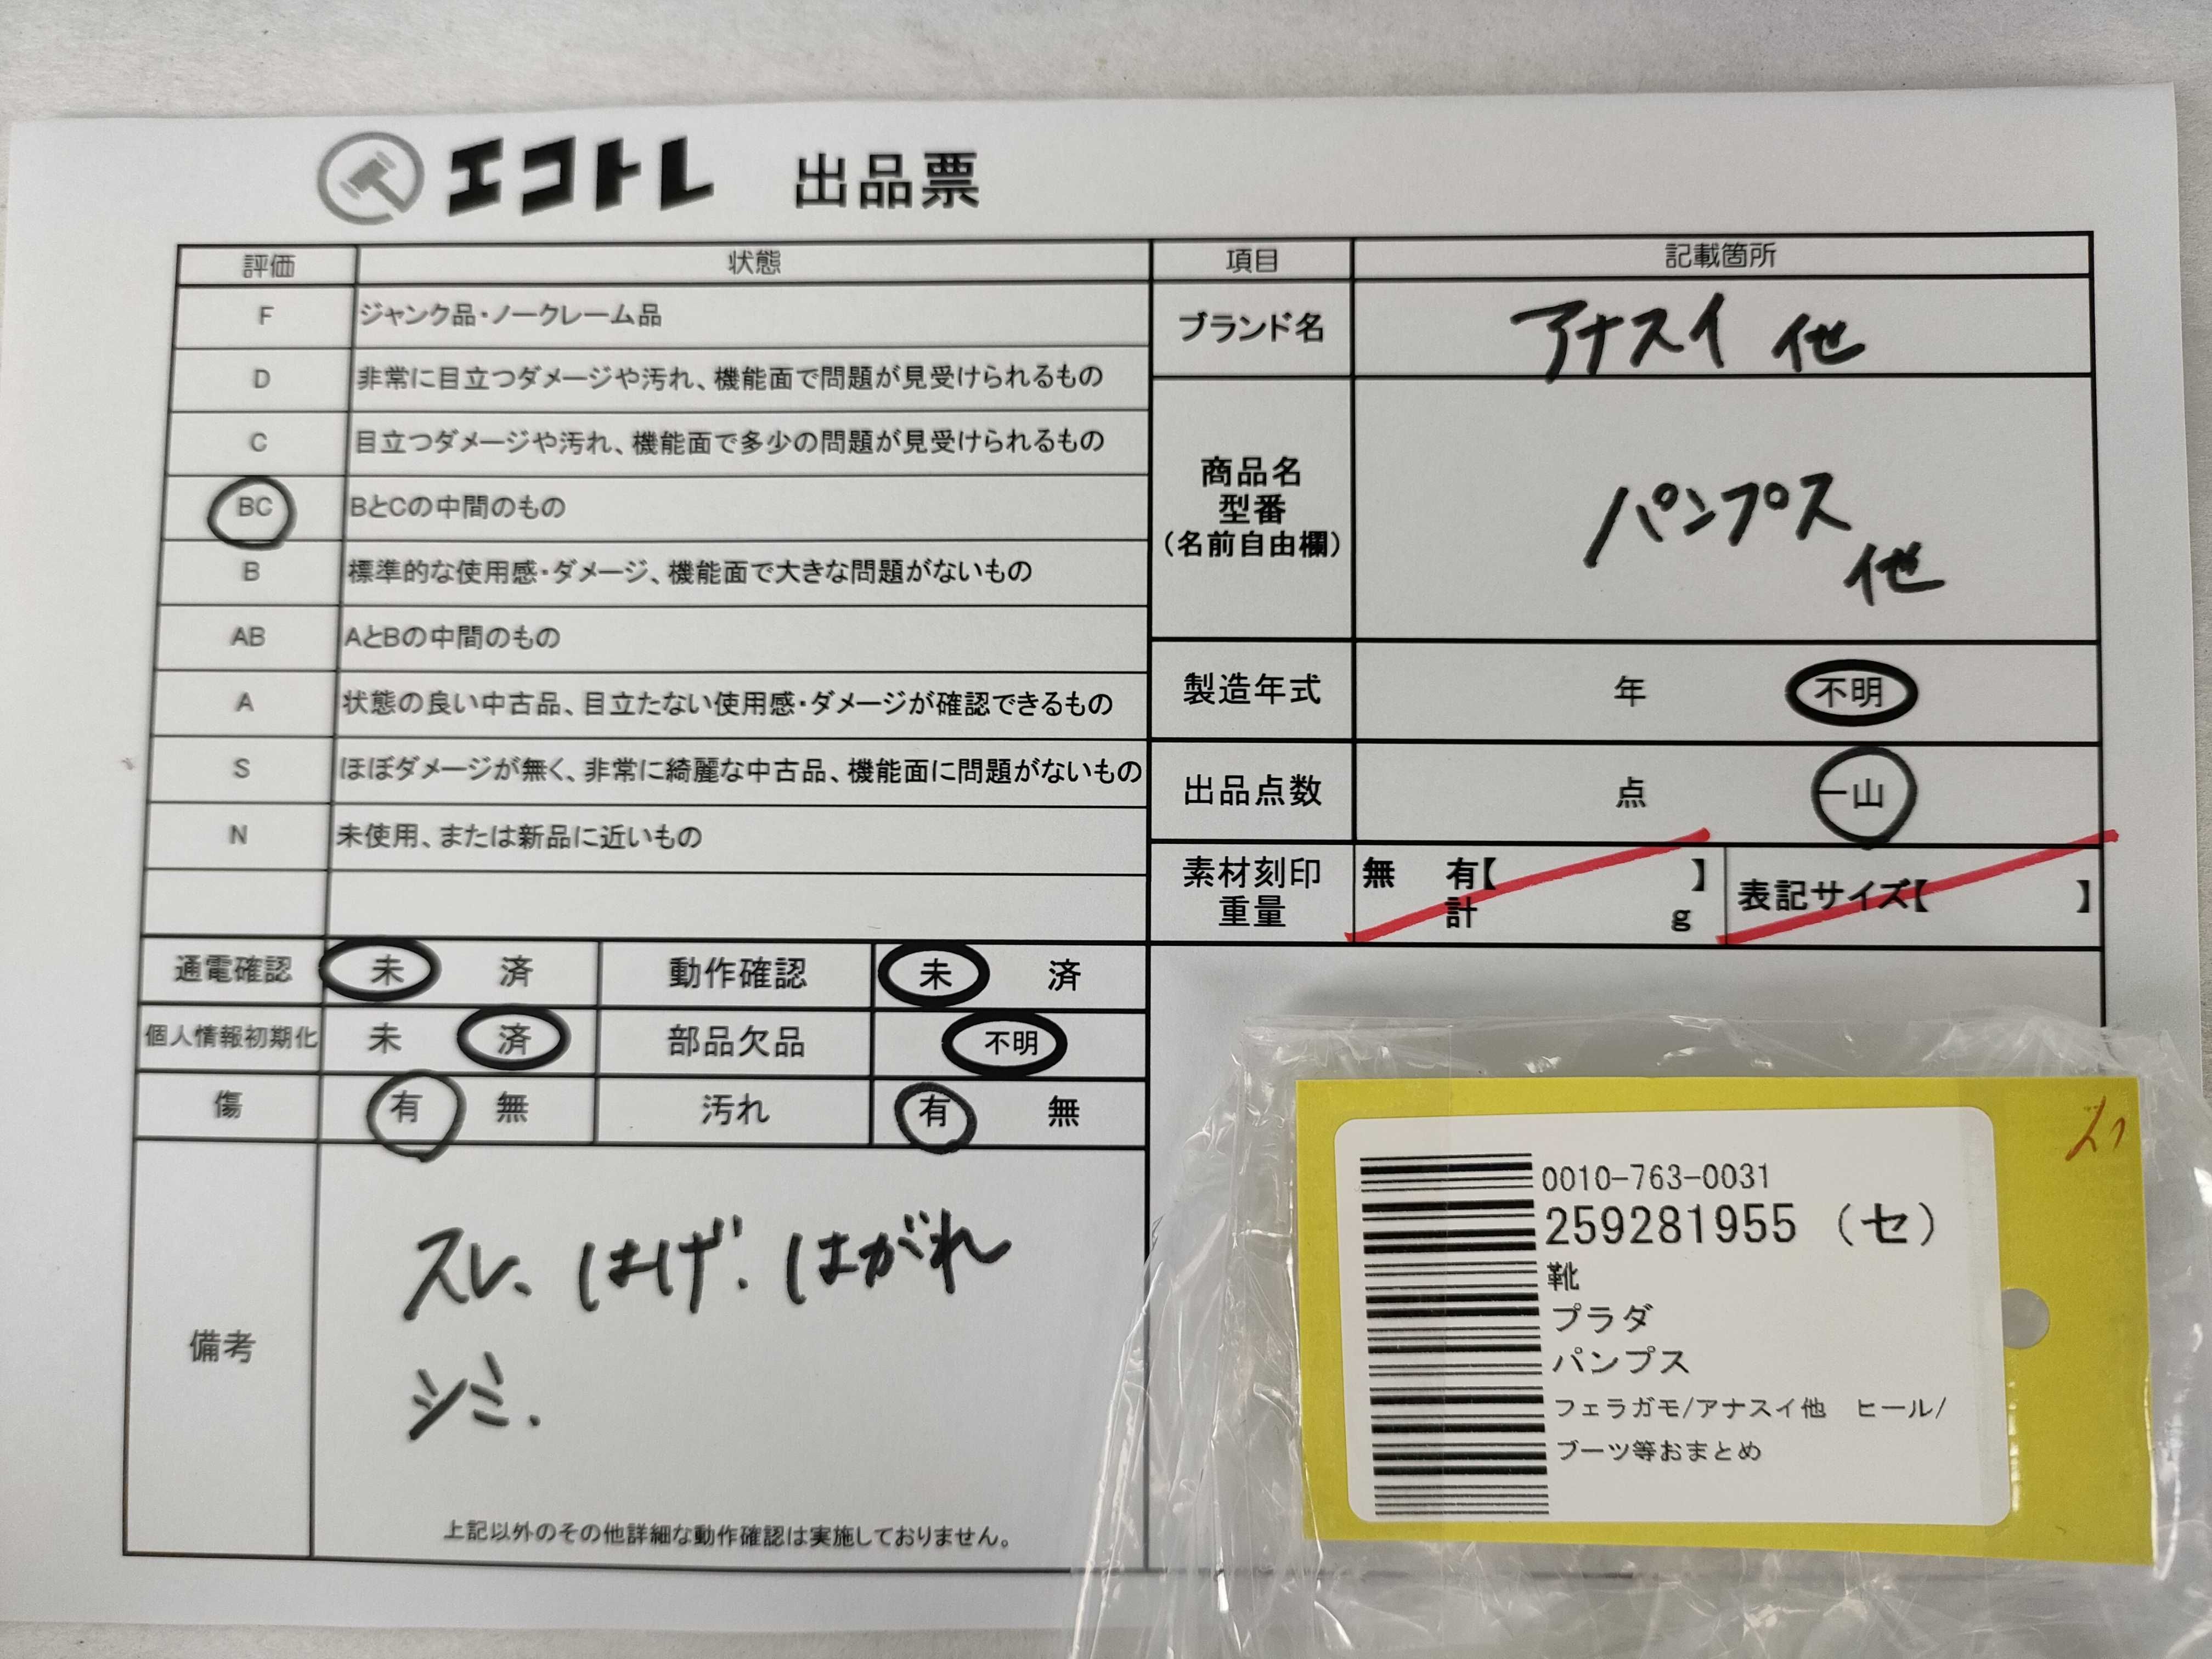 エコトレ 出品票
評価 状態
F ジャンク品・ノークレーム品
D 非常に目立つダメージや汚れ、機能面で問題が見受けられるもの
C 目立つダメージや汚れ、機能面で多少の問題が見受けられるもの
BC BとCの中間のもの
B 標準的な使用感・ダメージ、機能面で大きな問題がないもの
AB AとBの中間のもの
A 状態の良い中古品、目立たない使用感・ダメージが確認できるもの
S ほぼダメージが無く、非常に綺麗な中古品、機能面に問題がないもの
N 未使用、または新品に近いもの
通電確認 未 済 動作確認 未 済
個人情報初期化 未 済 部品欠品 不明
傷 有 無 汚れ 有 無
備考
スレ、はげ、はがれ
シミ.
上記以外のその他詳細な動作確認は実施しておりません。
項目 記載箇所
ブランド名 アナスイ 他
商品名
型番
(名前自由欄)
パンプス
他
製造年式 年 不明
出品点数 点 一山
素材刻印
重量
無 有【 】
計 g
表記サイズ【 】
0010-763-0031
259281955 (セ)
靴
プラダ
パンプス
フェラガモ/アナスイ他 ヒール/
ブーツ等おまとめ